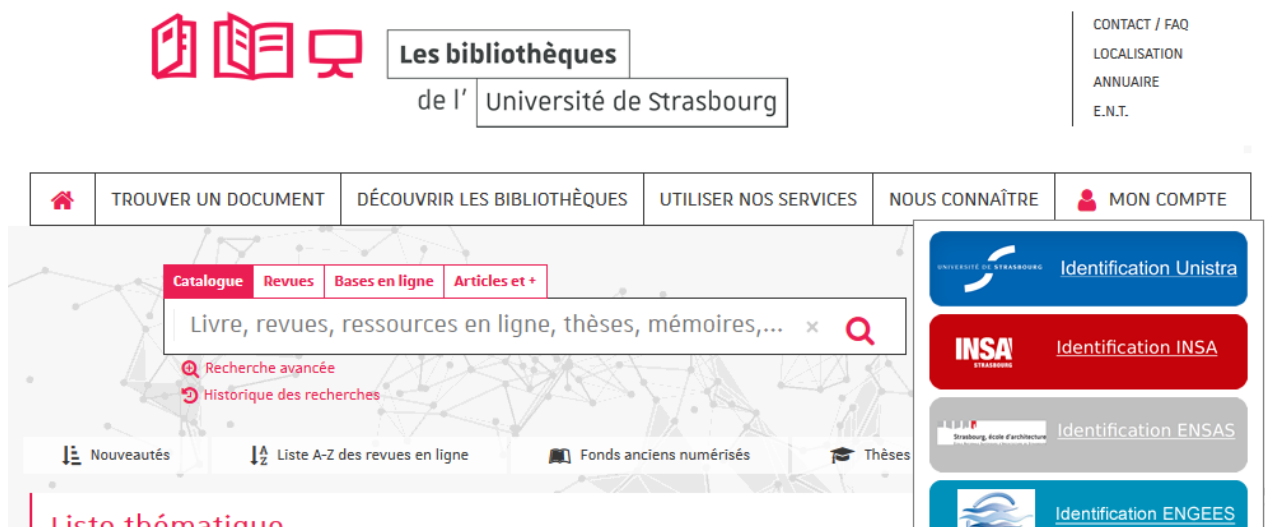 Les bibliothèques
de l' Université de Strasbourg
CONTACT / FAQ
LOCALISATION
ANNUAIRE
E.N.T.
TROUVER UN DOCUMENT DÉCOUVRIR LES BIBLIOTHÈQUES UTILISER NOS SERVICES NOUS CONNAÎTRE MON COMPTE
Catalogue Revues Bases en ligne Articles et +
Livre, revues, ressources en ligne, thèses, mémoires,... ×
Recherche avancée
Historique des recherches
Nouveautés Liste A-Z des revues en ligne Fonds anciens numérisés Thèses
Liste thématique
UNIVERSITÉ DE STRASBOURG Identification Unistra
INSA STRASBOURG Identification INSA
Strasbourg, école d'architecture Identification ENSAS
Identification ENGEES